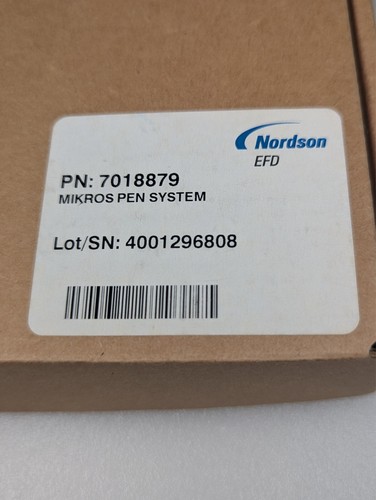 Nordson
EFD
PN: 7018879
MIKROS PEN SYSTEM
Lot/SN: 4001296808